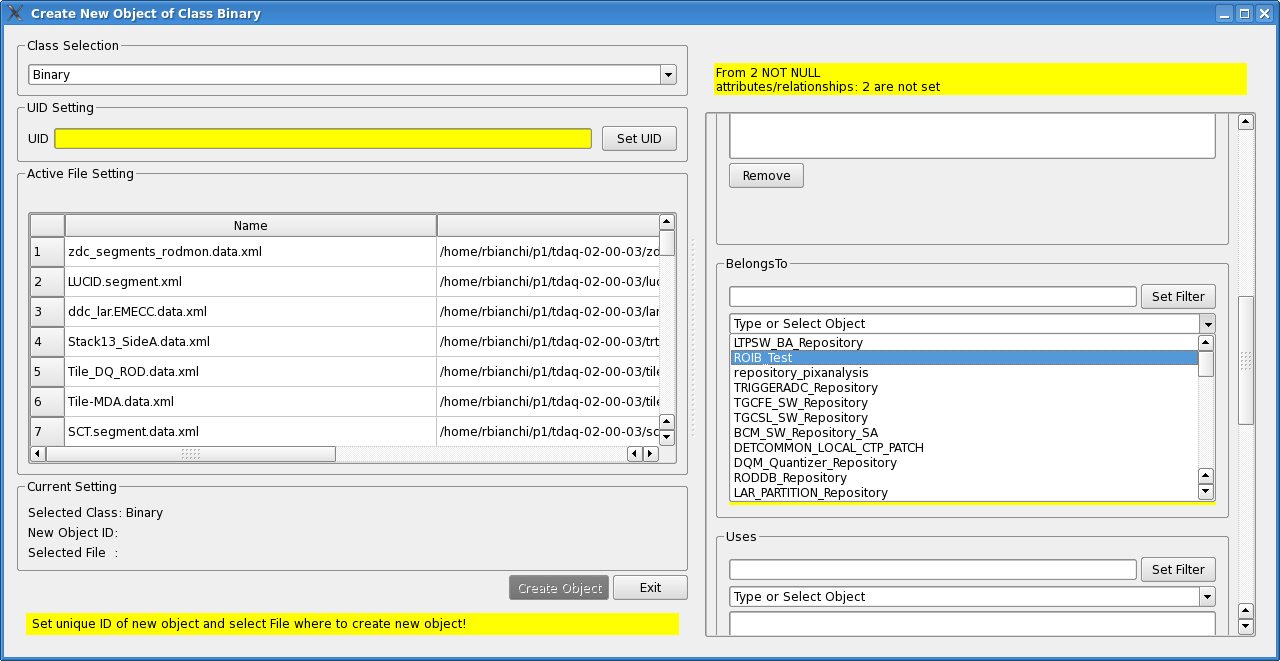 Create New Object of Class Binary
Class Selection
Binary
UID Setting
UID
Set UID
Active File Setting
Name
1 zdc_segments_rodmon.data.xml /home/rbianchi/p1/tdaq-02-00-03/zd
2 LUCID.segment.xml /home/rbianchi/p1/tdaq-02-00-03/luc
3 ddc_lar.EMECC.data.xml /home/rbianchi/p1/tdaq-02-00-03/lar
4 Stack13_SideA.data.xml /home/rbianchi/p1/tdaq-02-00-03/trt
5 Tile_DQ_ROD.data.xml /home/rbianchi/p1/tdaq-02-00-03/tile
6 Tile-MDA.data.xml /home/rbianchi/p1/tdaq-02-00-03/tile
7 SCT.segment.data.xml /home/rbianchi/p1/tdaq-02-00-03/sc
Current Setting
Selected Class: Binary
New Object ID:
Selected File :
Create Object
Exit
Set unique ID of new object and select File where to create new object!
From 2 NOT NULL
attributes/relationships: 2 are not set
Remove
BelongsTo
Set Filter
Type or Select Object
LTPSW_BA_Repository
ROIB_Test
repository_pixanalysis
TRIGGERADC_Repository
TGCFE_SW_Repository
TGCSL_SW_Repository
BCM_SW_Repository_SA
DETCOMMON_LOCAL_CTP_PATCH
DQM_Quantizer_Repository
RODDB_Repository
LAR_PARTITION_Repository
Uses
Set Filter
Type or Select Object